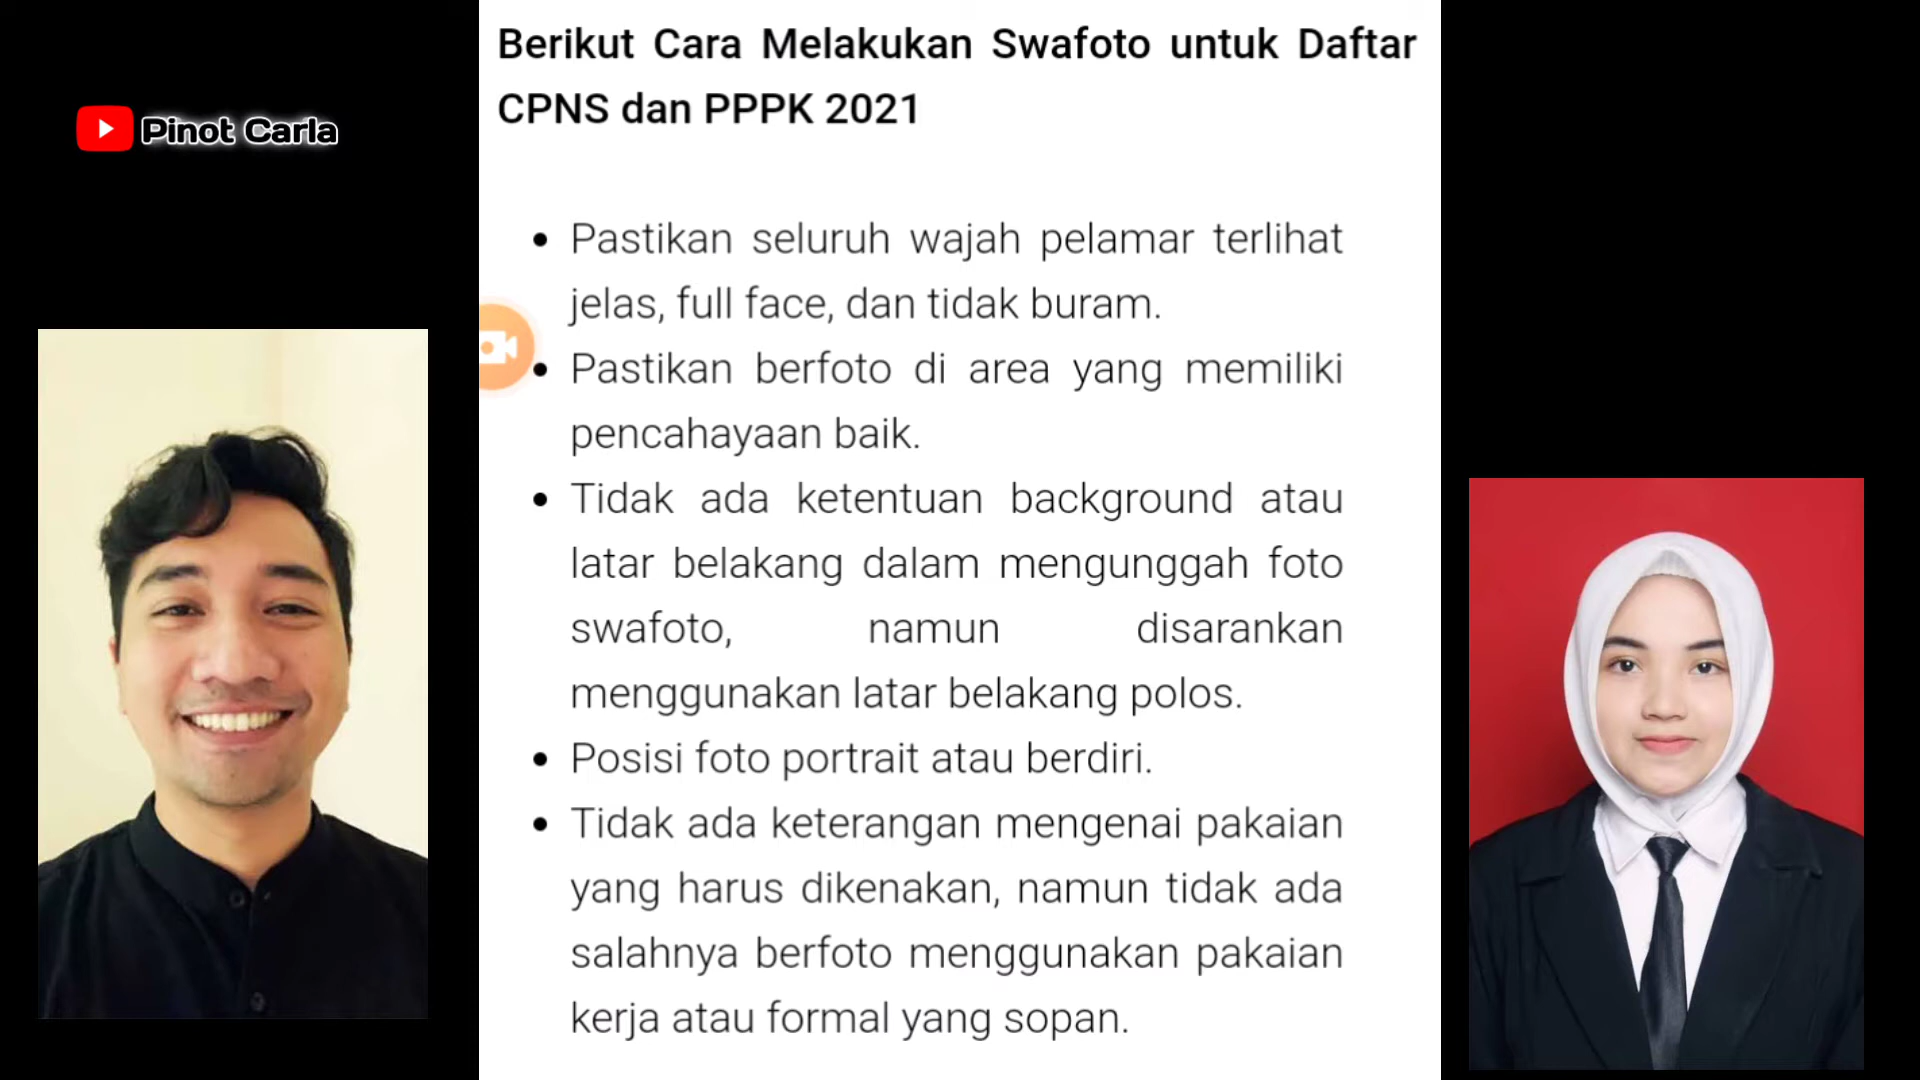 Pinot Carla
Berikut Cara Melakukan Swafoto untuk Daftar
CPNS dan PPPK 2021
Pastikan seluruh wajah pelamar terlihat
jelas, full face, dan tidak buram.
Pastikan berfoto di area yang memiliki
pencahayaan baik.
Tidak ada ketentuan background atau
latar belakang dalam mengunggah foto
swafoto, namun disarankan
menggunakan latar belakang polos.
Posisi foto portrait atau berdiri.
Tidak ada keterangan mengenai pakaian
yang harus dikenakan, namun tidak ada
salahnya berfoto menggunakan pakaian
kerja atau formal yang sopan.